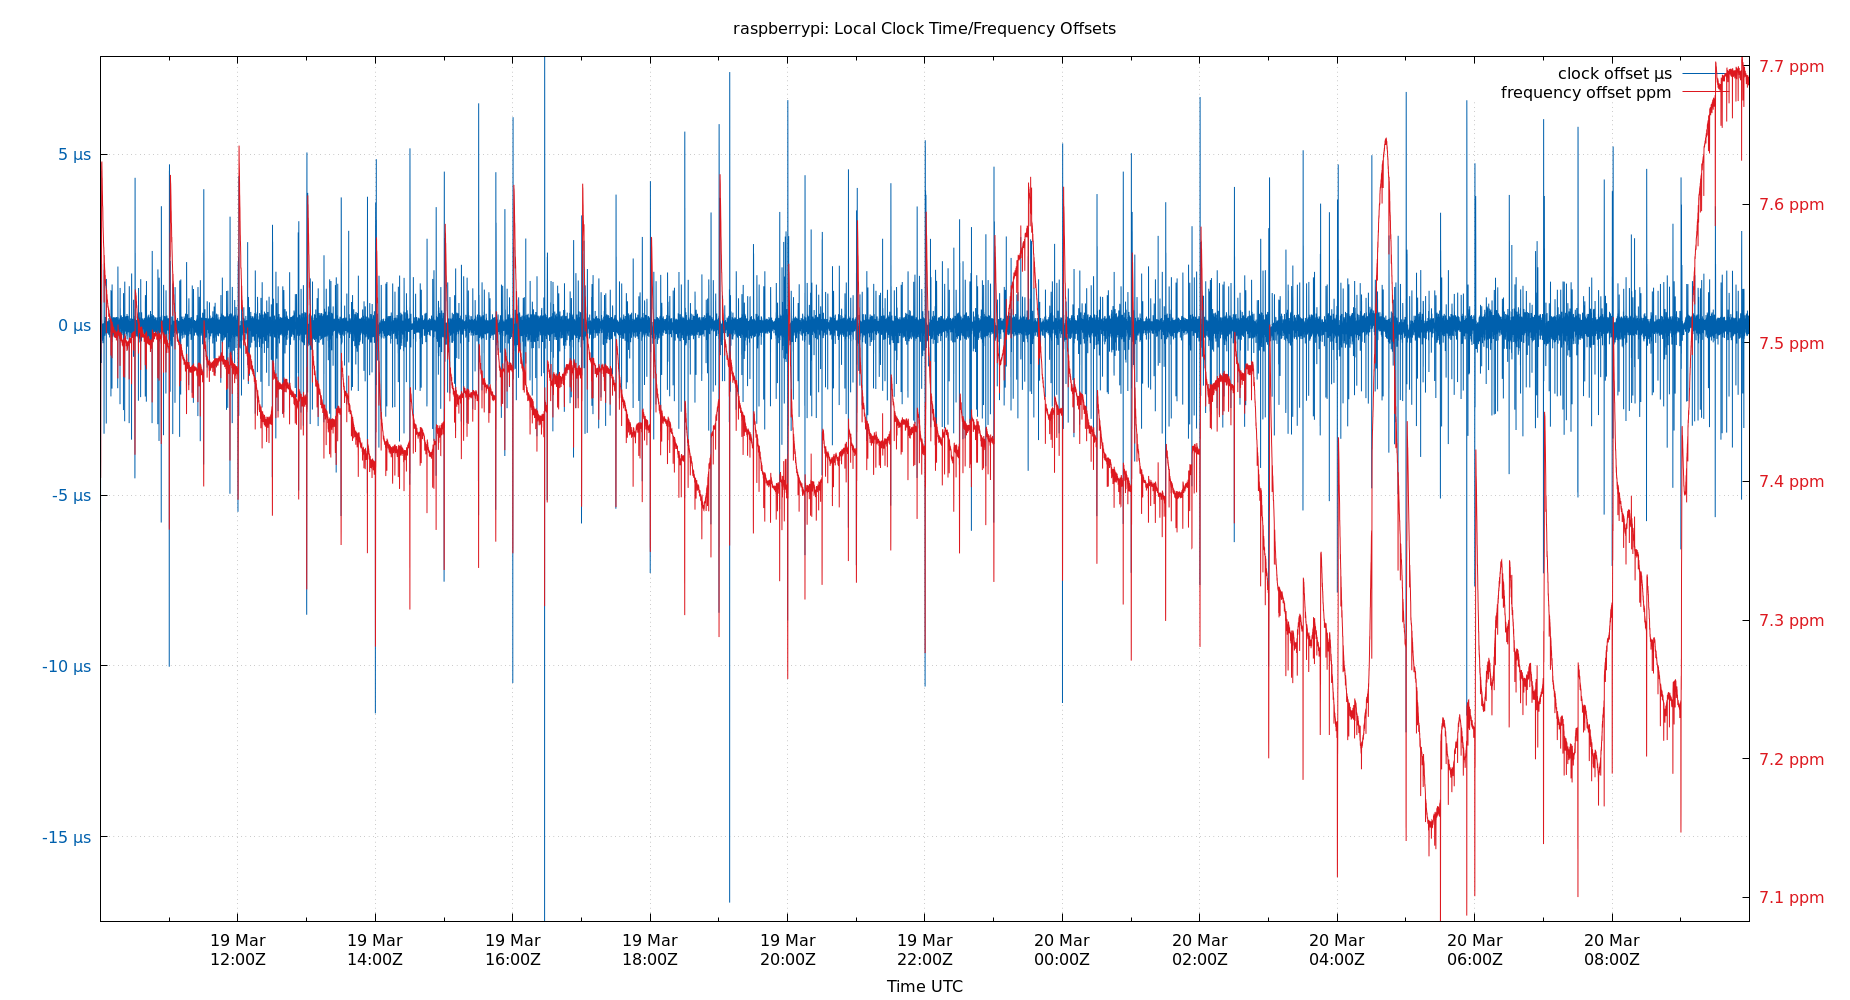 raspberrypi: Local Clock Time/Frequency Offsets
clock offset µs
frequency offset ppm
5 µs
0 µs
-5 µs
-10 µs
-15 µs
7.7 ppm
7.6 ppm
7.5 ppm
7.4 ppm
7.3 ppm
7.2 ppm
7.1 ppm
19 Mar
12:00Z
19 Mar
14:00Z
19 Mar
16:00Z
19 Mar
18:00Z
19 Mar
20:00Z
19 Mar
22:00Z
20 Mar
00:00Z
20 Mar
02:00Z
20 Mar
04:00Z
20 Mar
06:00Z
20 Mar
08:00Z
Time UTC